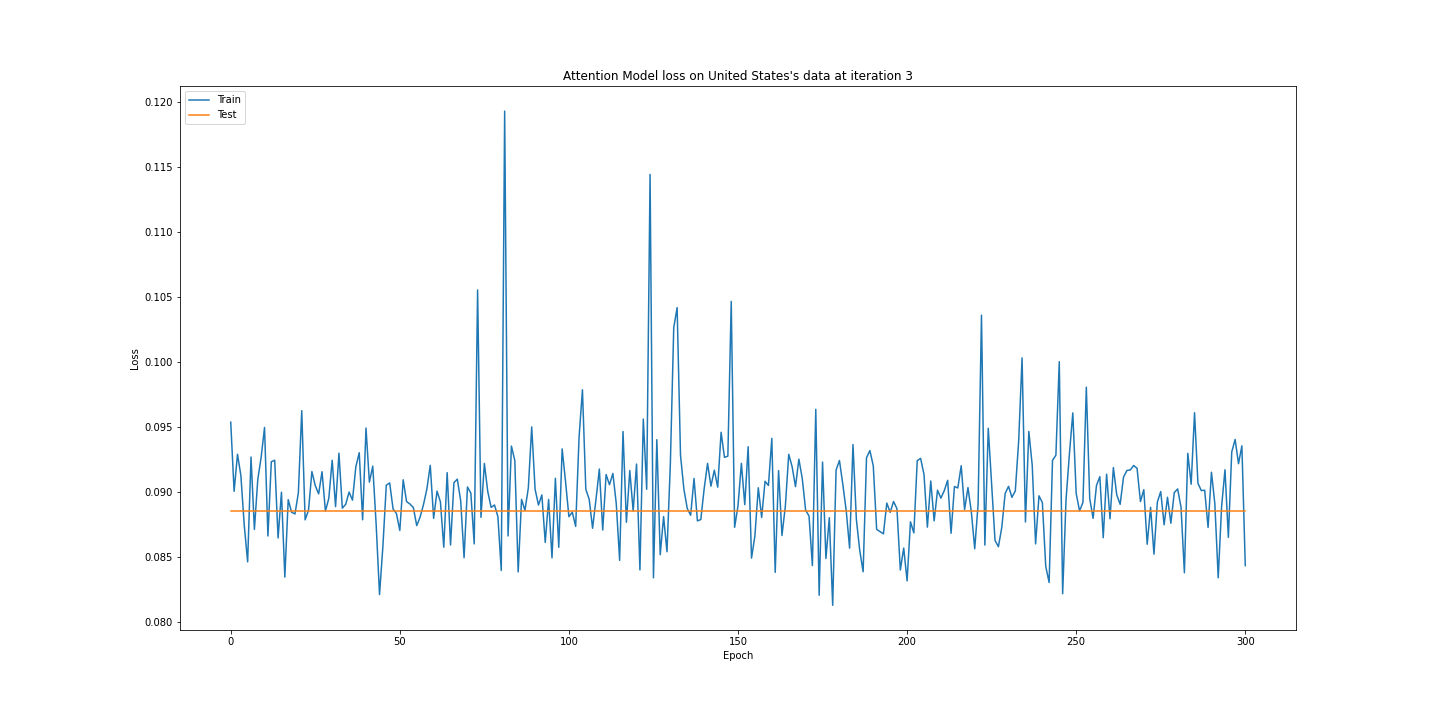 Attention Model loss on United States's data at iteration 3
Train
Test
0.120
0.115
0.110
0.105
0.100
0.095
0.090
0.085
0.080
Loss
0 50 100 150 200 250 300
Epoch